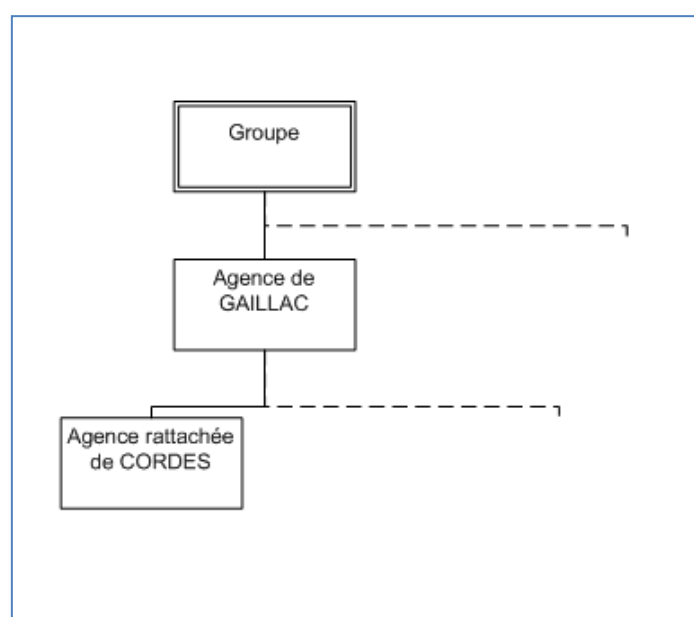 Groupe
Agence de
GAILLAC
Agence rattachée
de CORDES